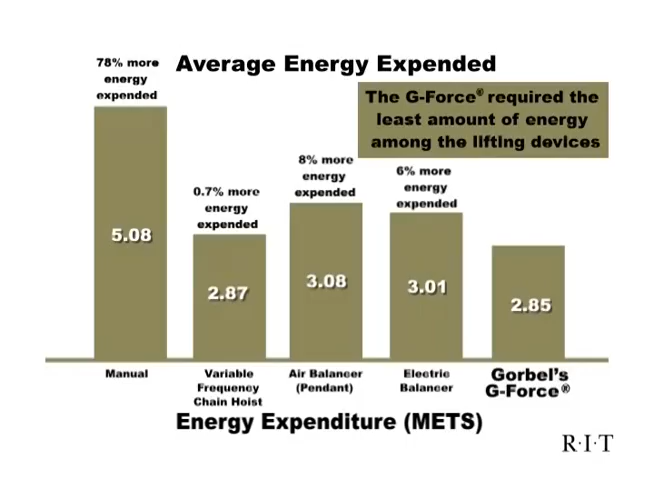 Average Energy Expended
The G-Force® required the
least amount of energy
among the lifting devices
78% more
energy
expended
0.7% more
energy
expended
8% more
energy
expended
6% more
energy
expended
5.08
2.87
3.08
3.01
2.85
Manual
Variable
Frequency
Chain Hoist
Air Balancer
(Pendant)
Electric
Balancer
Gorbel's
G-Force®
Energy Expenditure (METS)
R·I·T